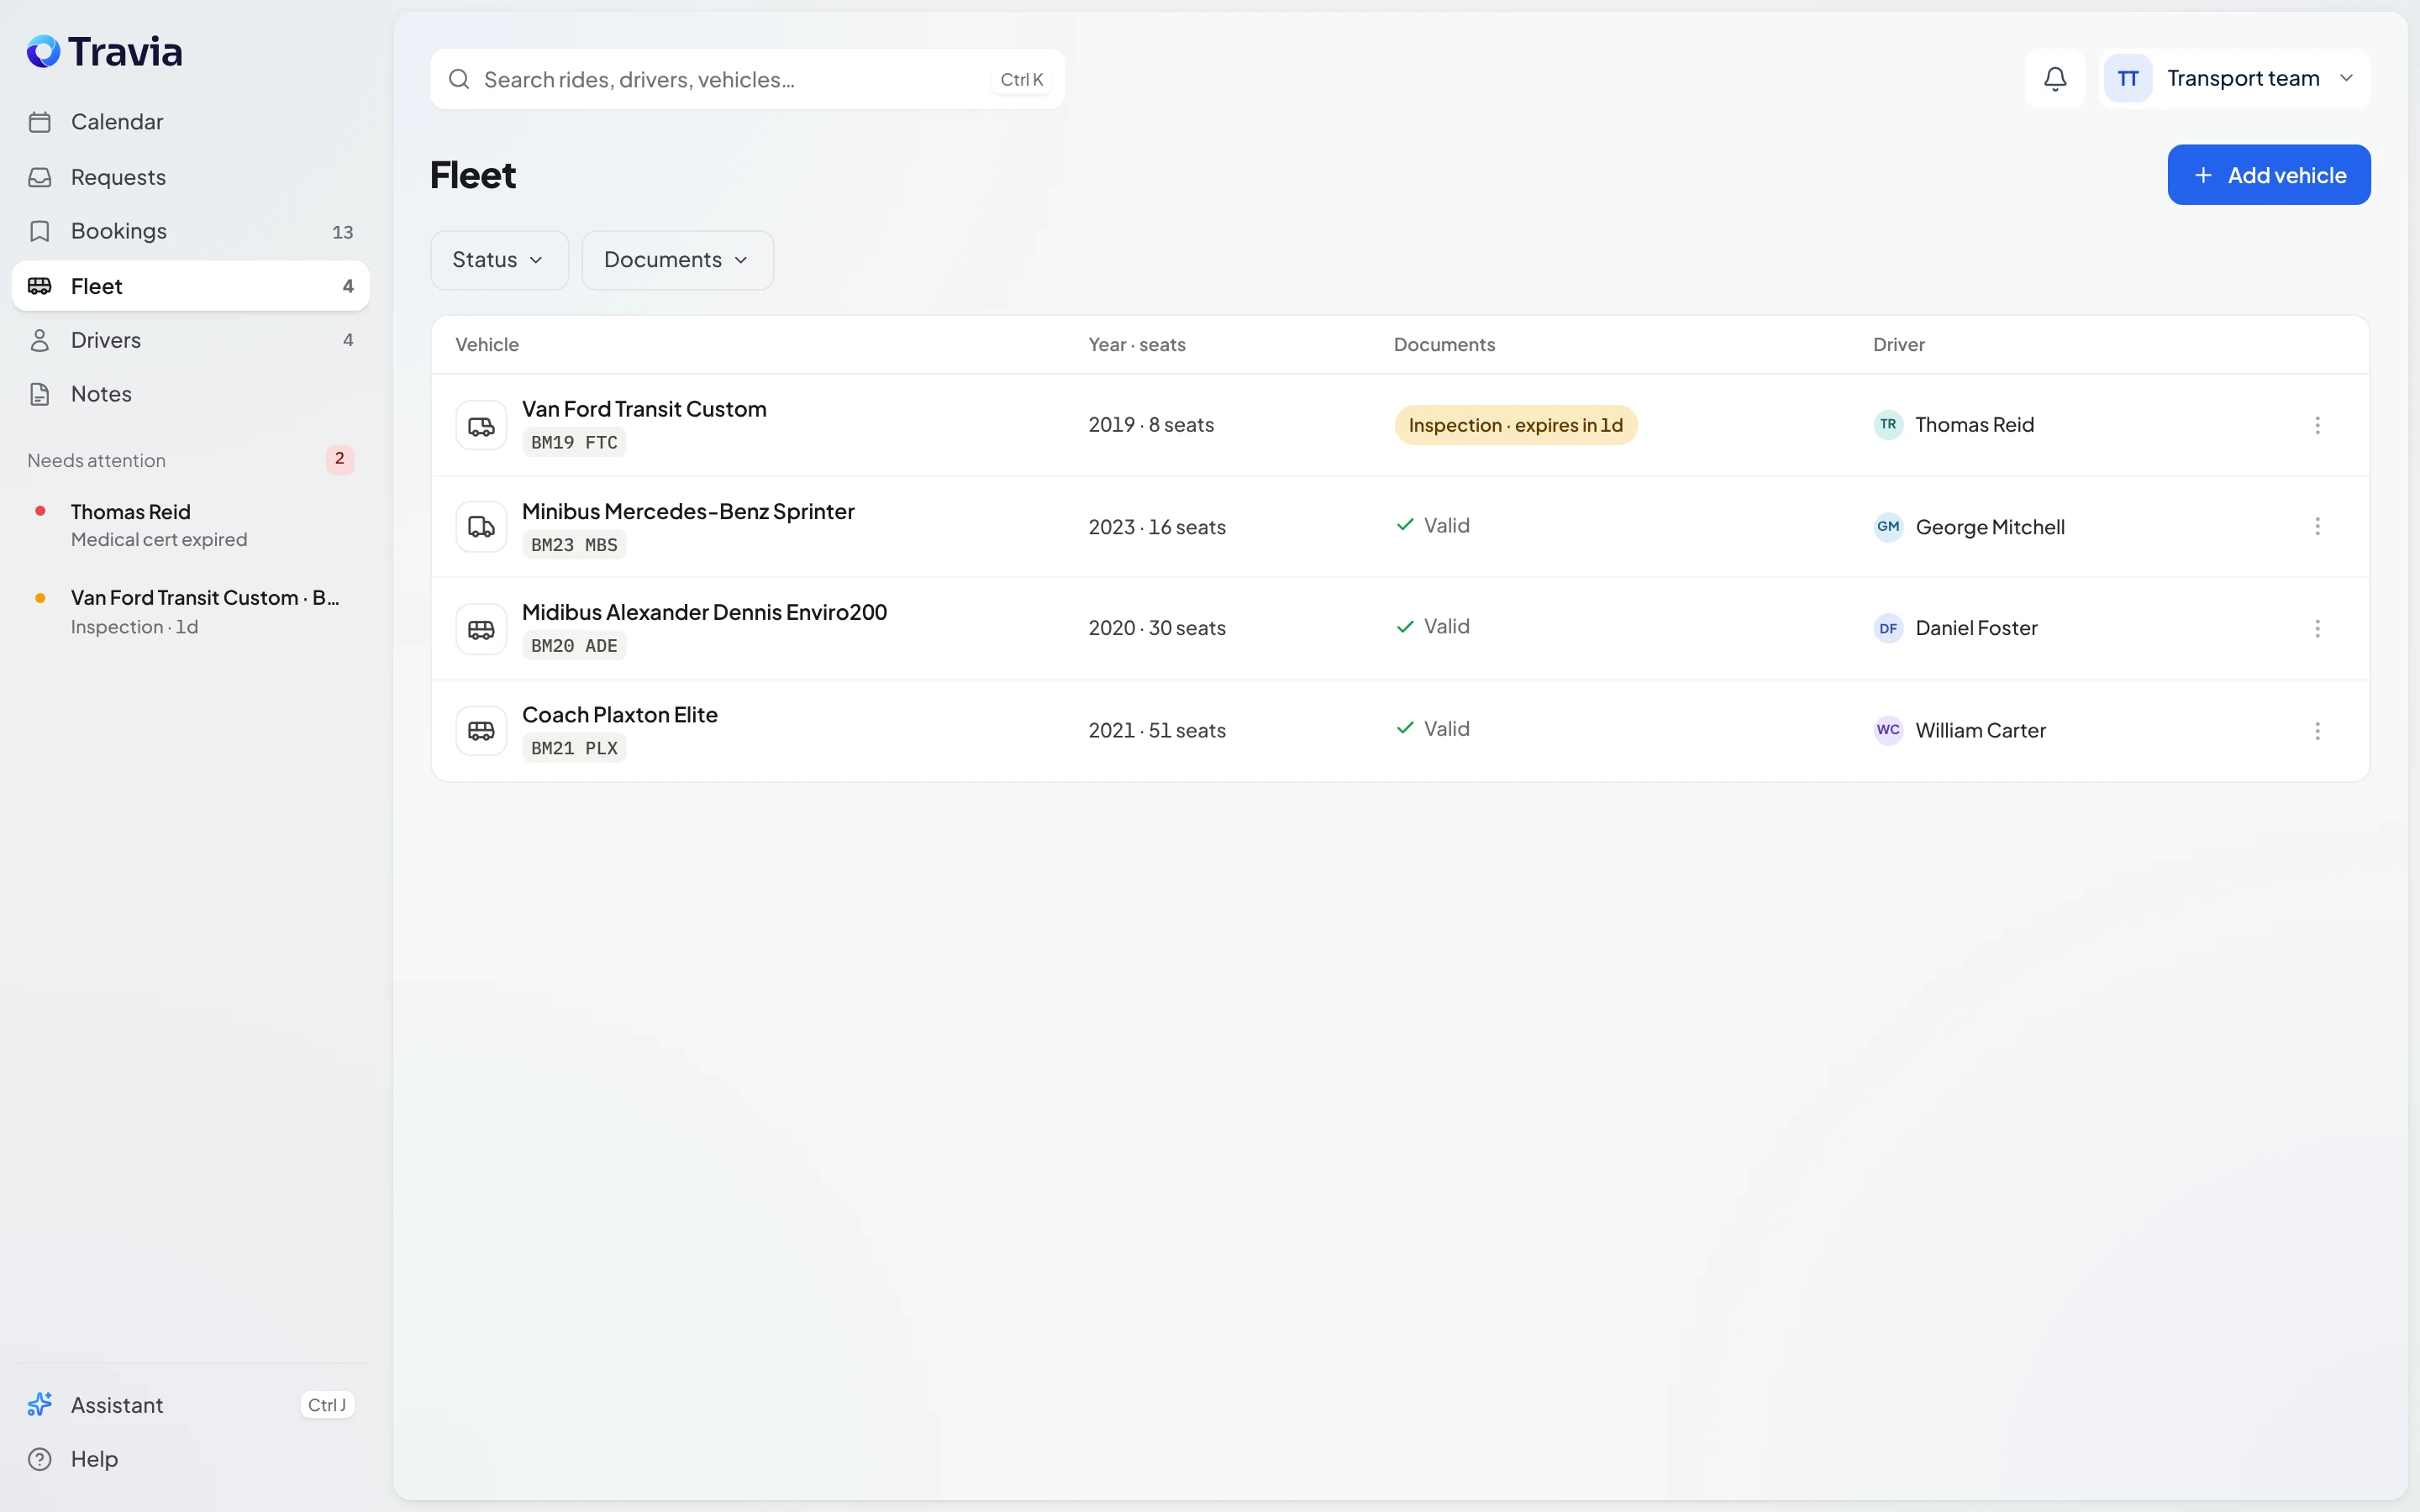 Travia
Calendar
Requests
Bookings 13
Fleet 4
Drivers 4
Notes
Needs attention 2
Thomas Reid
Medical cert expired
Van Ford Transit Custom · B...
Inspection · 1d
Assistant Ctrl J
Help
Search rides, drivers, vehicles... Ctrl K
TT Transport team
Fleet
Add vehicle
Status
Documents
Vehicle Year · seats Documents Driver
Van Ford Transit Custom
BM19 FTC
2019 · 8 seats
Inspection · expires in 1d
TR Thomas Reid
Minibus Mercedes-Benz Sprinter
BM23 MBS
2023 · 16 seats
Valid
GM George Mitchell
Midibus Alexander Dennis Enviro200
BM20 ADE
2020 · 30 seats
Valid
DF Daniel Foster
Coach Plaxton Elite
BM21 PLX
2021 · 51 seats
Valid
WC William Carter